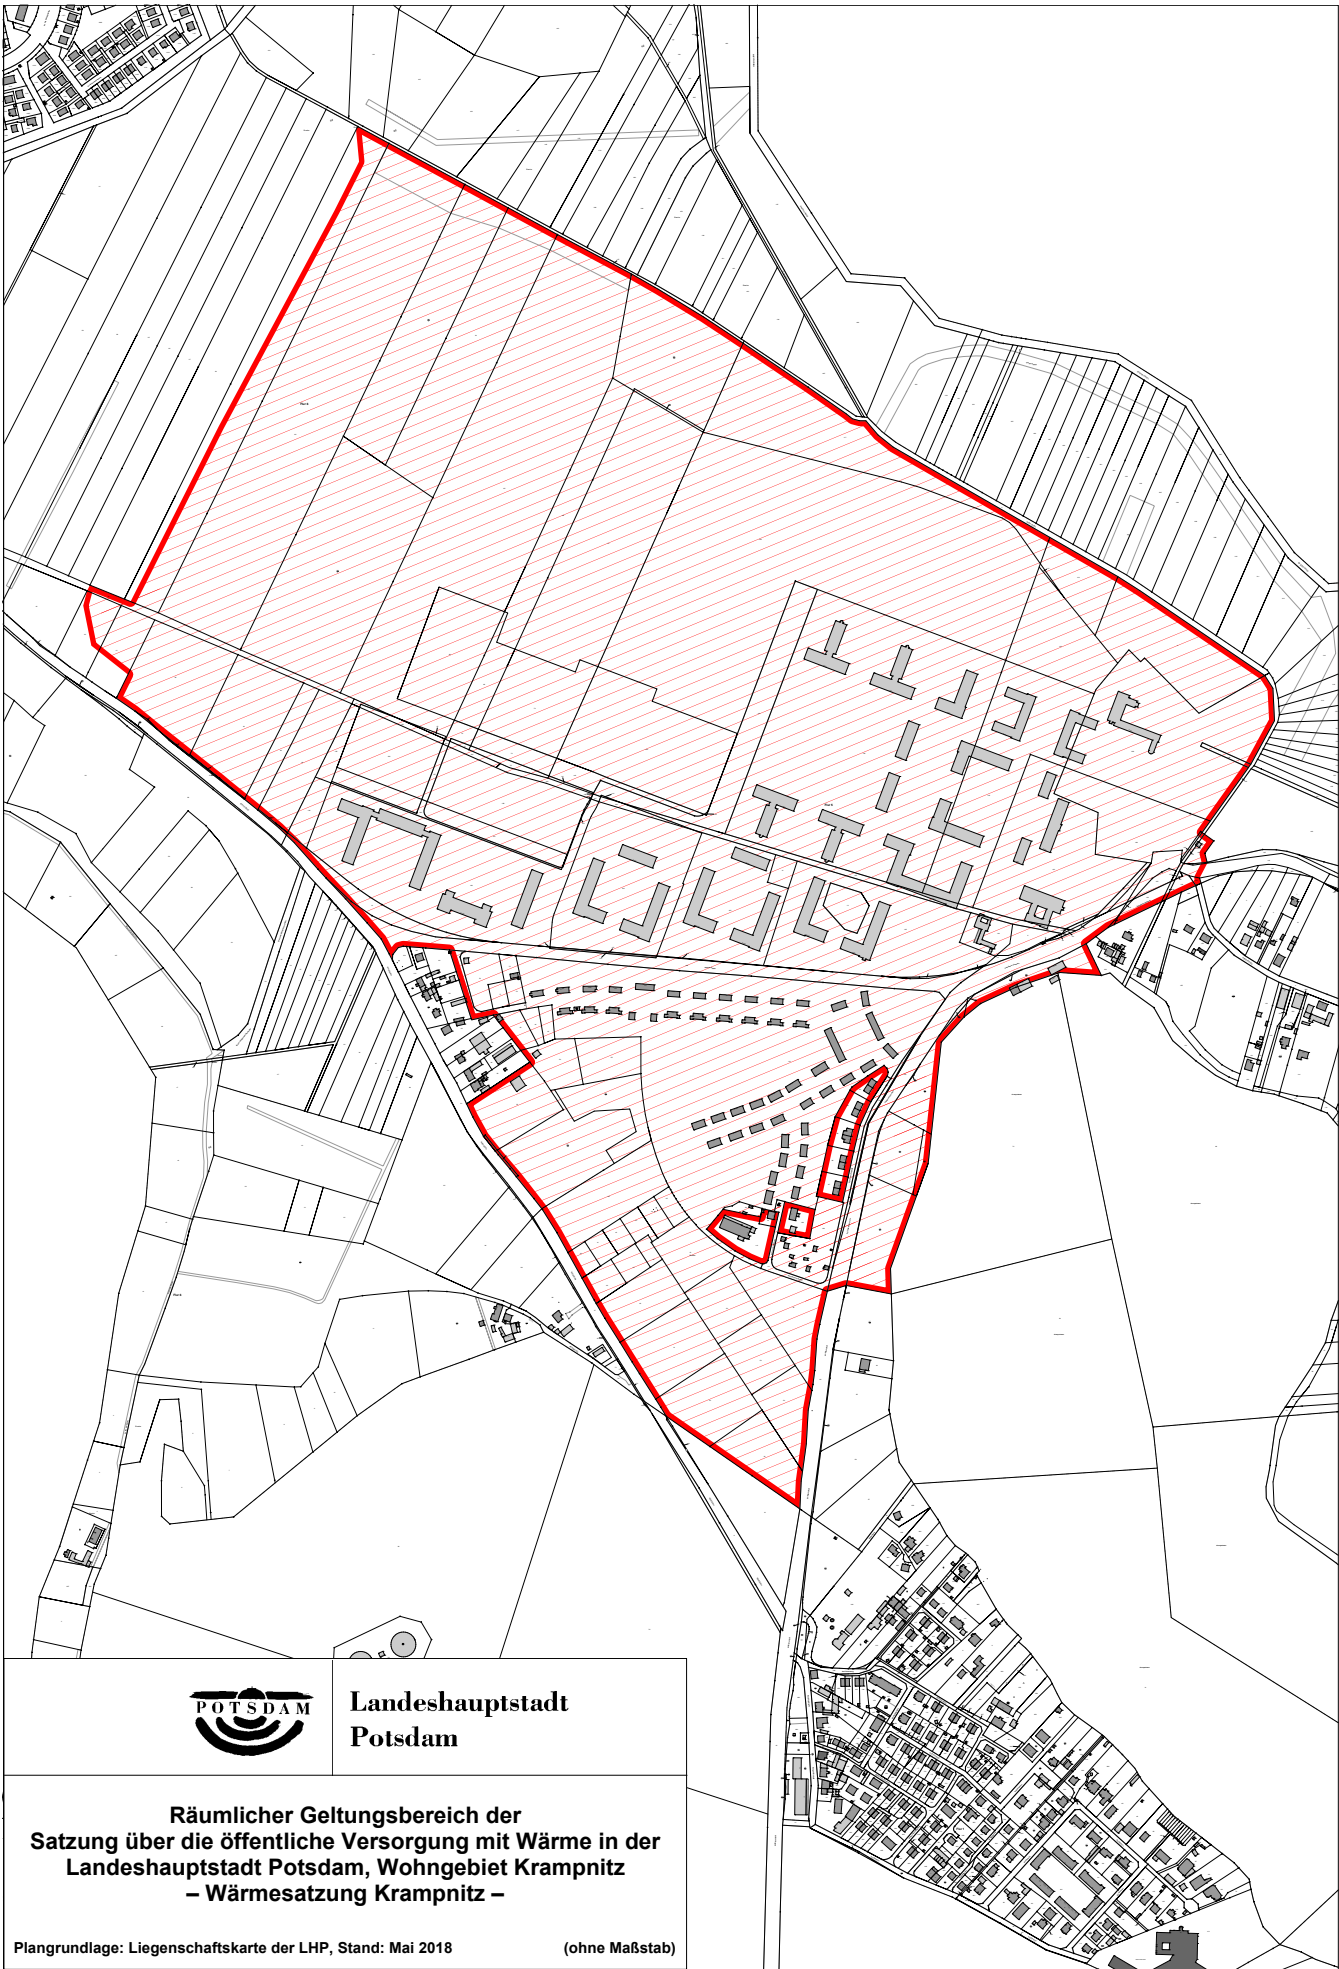 POTSDAM
Landeshauptstadt
Potsdam
Räumlicher Geltungsbereich der
Satzung über die öffentliche Versorgung mit Wärme in der
Landeshauptstadt Potsdam, Wohngebiet Krampnitz
– Wärmesatzung Krampnitz –
Plangrundlage: Liegenschaftskarte der LHP, Stand: Mai 2018
(ohne Maßstab)